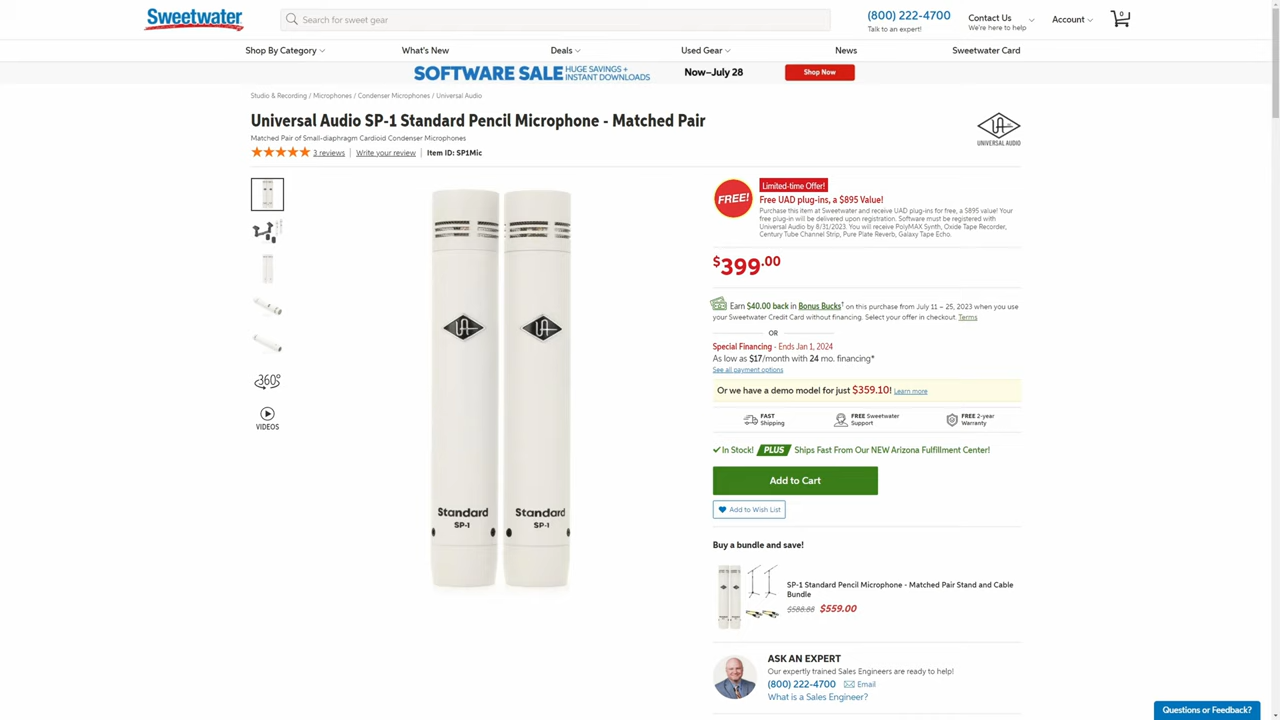 Sweetwater
Search for sweet gear
(800) 222-4700
Talk to an expert!
Contact Us
We're here to help
Account
0
Shop By Category
What's New
Deals
Used Gear
News
Sweetwater Card
SOFTWARE SALE HUGE SAVINGS + INSTANT DOWNLOADS
Now–July 28
Shop Now
Studio & Recording / Microphones / Condenser Microphones / Universal Audio
Universal Audio SP-1 Standard Pencil Microphone - Matched Pair
Matched Pair of Small-diaphragm Cardioid Condenser Microphones
3 reviews | Write your review | Item ID: SP1Mic
UA
UNIVERSAL AUDIO
360°
VIDEOS
UA UA
Standard Standard
SP-1 SP-1
FREE!
Limited-time Offer!
Free UAD plug-ins, a $895 Value!
Purchase this item at Sweetwater and receive UAD plug-ins for free, a $895 value! Your
free plug-in will be delivered upon registration. Software must be registered with
Universal Audio by 8/31/2023. You will receive PolyMAX Synth, Oxide Tape Recorder,
Century Tube Channel Strip, Pure Plate Reverb, Galaxy Tape Echo.
$399.00
Earn $40.00 back in Bonus Bucks† on this purchase from July 11 – 25, 2023 when you use
your Sweetwater Credit Card without financing. Select your offer in checkout. Terms
OR
Special Financing - Ends Jan 1, 2024
As low as $17/month with 24 mo. financing*
See all payment options
Or we have a demo model for just $359.10! Learn more
FAST Shipping
FREE Sweetwater Support
FREE 2-year Warranty
In Stock! PLUS Ships Fast From Our NEW Arizona Fulfillment Center!
Add to Cart
Add to Wish List
Buy a bundle and save!
SP-1 Standard Pencil Microphone - Matched Pair Stand and Cable
Bundle
$588.88 $559.00
ASK AN EXPERT
Our expertly trained Sales Engineers are ready to help!
(800) 222-4700 Email
What is a Sales Engineer?
Questions or Feedback?